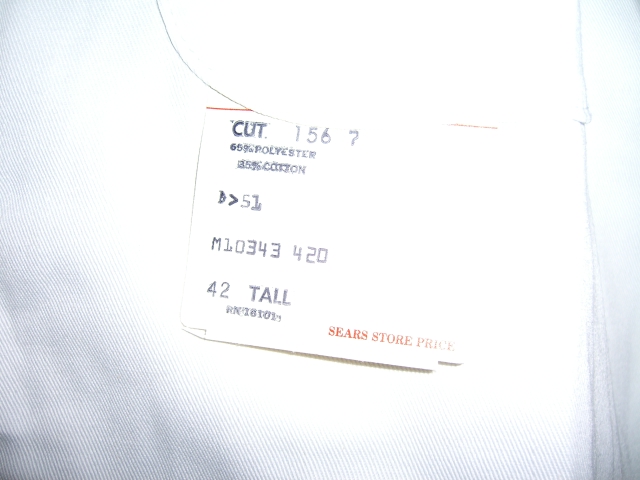 CUT. 156 7
65% POLYESTER
35% COTTON
D>51
M10343 420
42 TALL
SEARS STORE PRICE